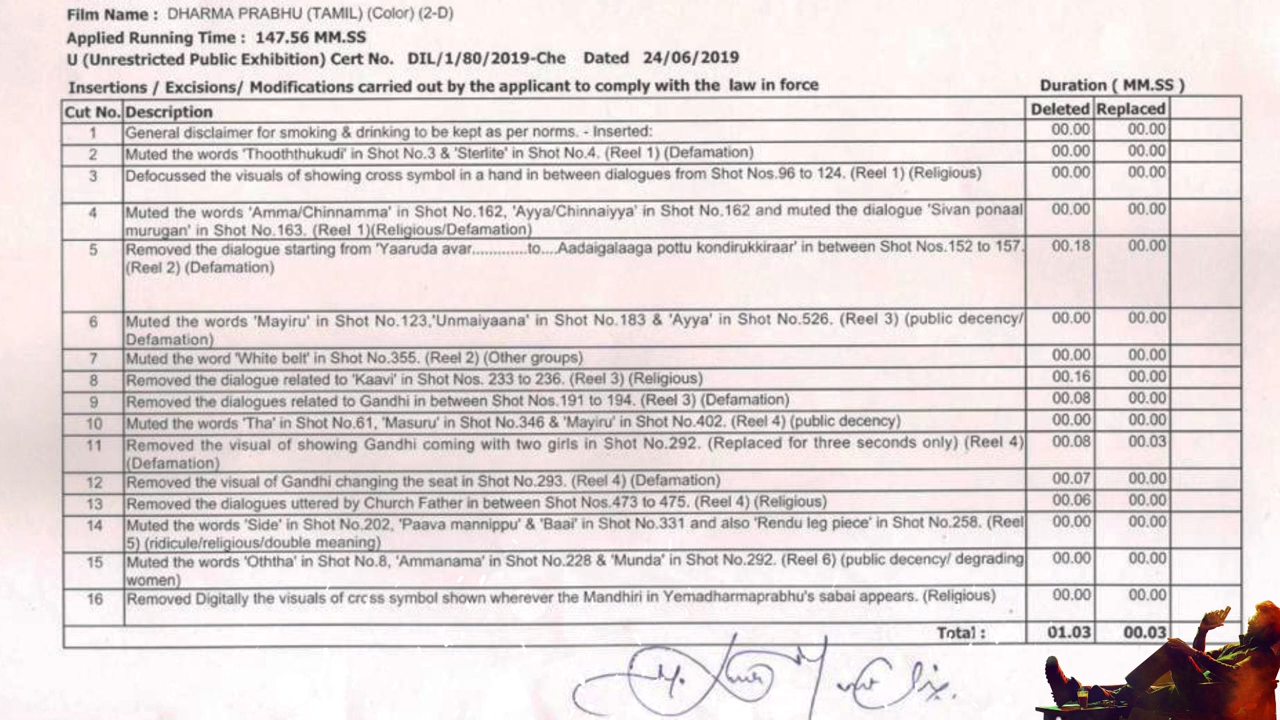 Film Name : DHARMA PRABHU (TAMIL) (Color) (2-D)
Applied Running Time : 147.56 MM.SS
U (Unrestricted Public Exhibition) Cert No. DIL/1/80/2019-Che Dated 24/06/2019
Insertions / Excisions/ Modifications carried out by the applicant to comply with the law in force Duration ( MM.SS )
Cut No. Description Deleted Replaced
1 General disclaimer for smoking & drinking to be kept as per norms. - Inserted: 00.00 00.00
2 Muted the words 'Thooththukudi' in Shot No.3 & 'Sterlite' in Shot No.4. (Reel 1) (Defamation) 00.00 00.00
3 Defocussed the visuals of showing cross symbol in a hand in between dialogues from Shot Nos.96 to 124. (Reel 1) (Religious) 00.00 00.00
4 Muted the words 'Amma/Chinnamma' in Shot No.162, 'Ayya/Chinnaiyya' in Shot No.162 and muted the dialogue 'Sivan ponaal 00.00 00.00
murugan' in Shot No.163. (Reel 1)(Religious/Defamation)
5 Removed the dialogue starting from 'Yaaruda avar.............to....Aadaigalaaga pottu kondirukkiraar' in between Shot Nos.152 to 157. 00.18 00.00
(Reel 2) (Defamation)
6 Muted the words 'Mayiru' in Shot No.123,'Unmaiyaana' in Shot No.183 & 'Ayya' in Shot No.526. (Reel 3) (public decency/ 00.00 00.00
Defamation)
7 Muted the word 'White belt' in Shot No.355. (Reel 2) (Other groups) 00.00 00.00
8 Removed the dialogue related to 'Kaavi' in Shot Nos. 233 to 236. (Reel 3) (Religious) 00.16 00.00
9 Removed the dialogues related to Gandhi in between Shot Nos.191 to 194. (Reel 3) (Defamation) 00.08 00.00
10 Muted the words 'Tha' in Shot No.61, 'Masuru' in Shot No.346 & 'Mayiru' in Shot No.402. (Reel 4) (public decency) 00.00 00.00
11 Removed the visual of showing Gandhi coming with two girls in Shot No.292. (Replaced for three seconds only) (Reel 4) 00.08 00.03
(Defamation)
12 Removed the visual of Gandhi changing the seat in Shot No.293. (Reel 4) (Defamation) 00.07 00.00
13 Removed the dialogues uttered by Church Father in between Shot Nos.473 to 475. (Reel 4) (Religious) 00.06 00.00
14 Muted the words 'Side' in Shot No.202, 'Paava mannippu' & 'Baai' in Shot No.331 and also 'Rendu leg piece' in Shot No.258. (Reel 00.00 00.00
5) (ridicule/religious/double meaning)
15 Muted the words 'Oththa' in Shot No.8, 'Ammanama' in Shot No.228 & 'Munda' in Shot No.292. (Reel 6) (public decency/ degrading 00.00 00.00
women)
16 Removed Digitally the visuals of cross symbol shown wherever the Mandhiri in Yemadharmaprabhu's sabai appears. (Religious) 00.00 00.00
Total : 01.03 00.03